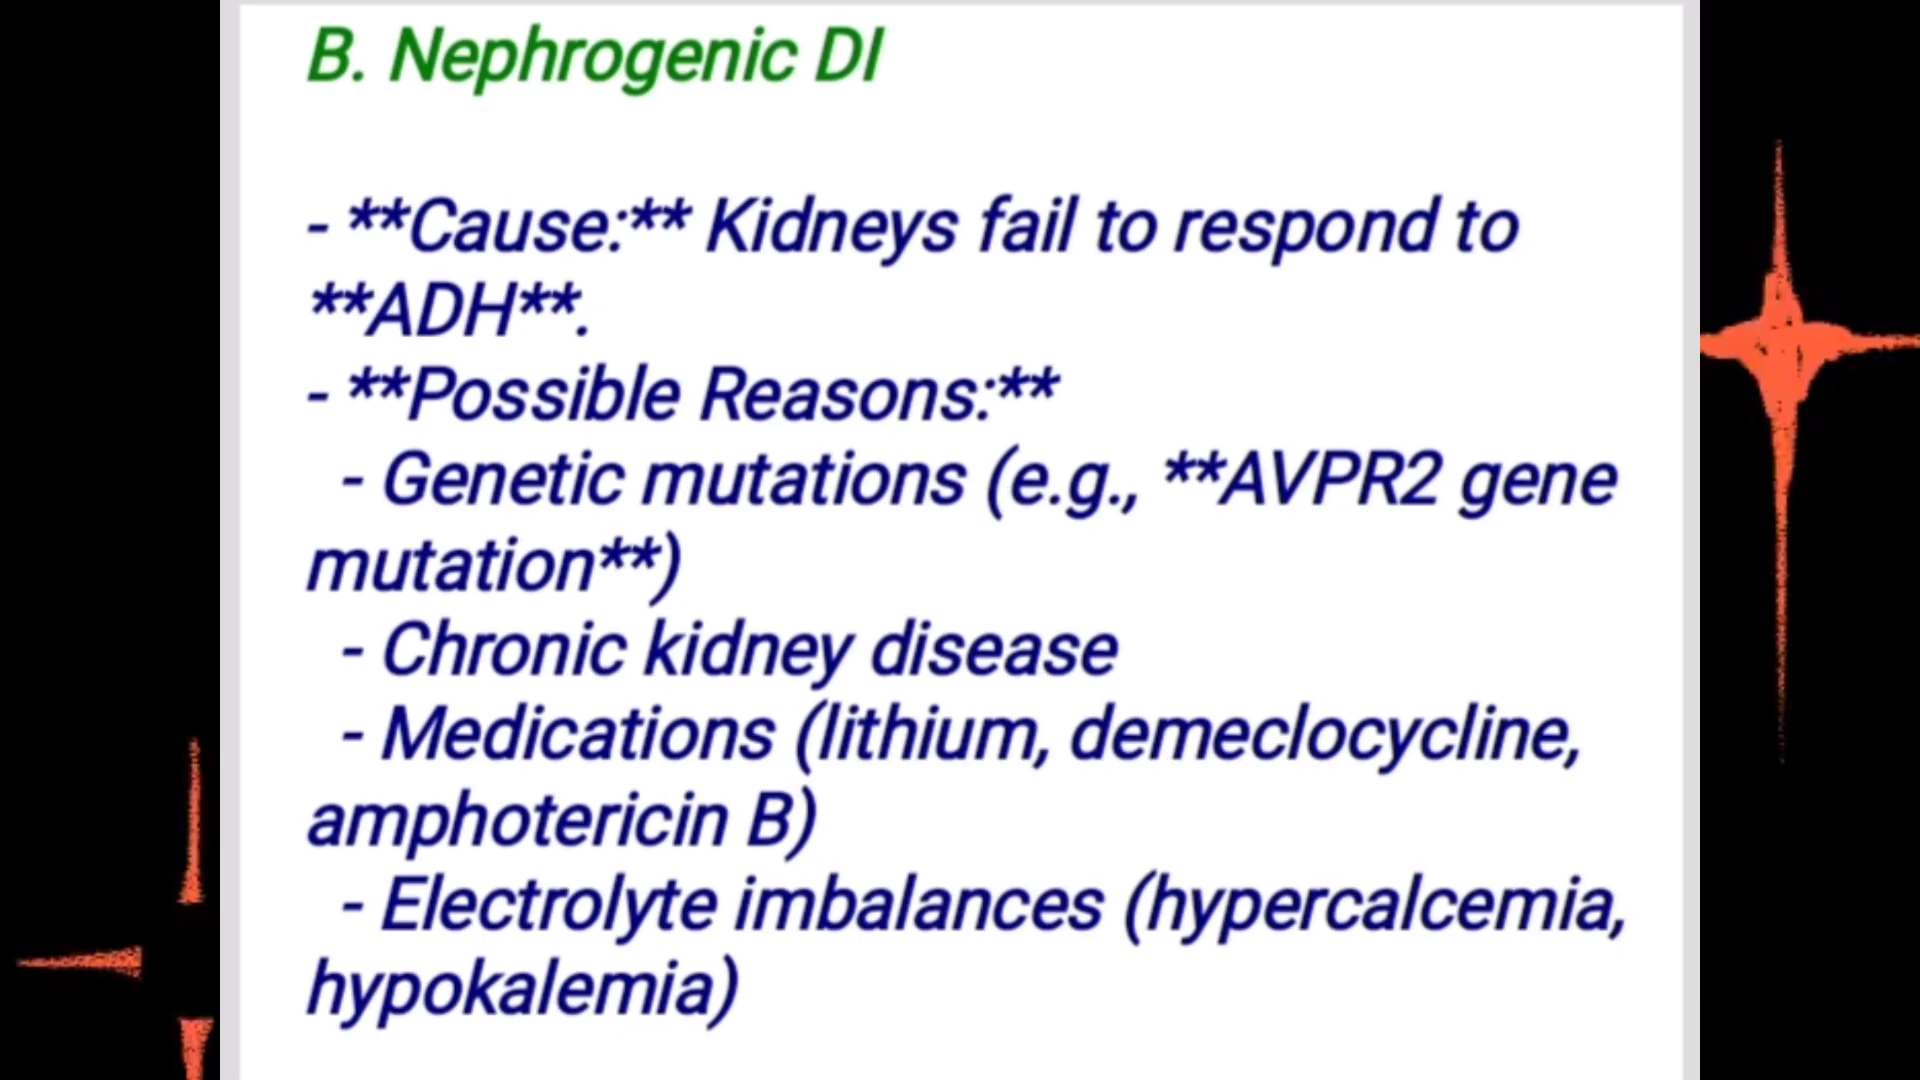 B. Nephrogenic DI
- **Cause:** Kidneys fail to respond to
**ADH**.
- **Possible Reasons:**
- Genetic mutations (e.g., **AVPR2 gene
mutation**)
- Chronic kidney disease
- Medications (lithium, demeclocycline,
amphotericin B)
- Electrolyte imbalances (hypercalcemia,
hypokalemia)